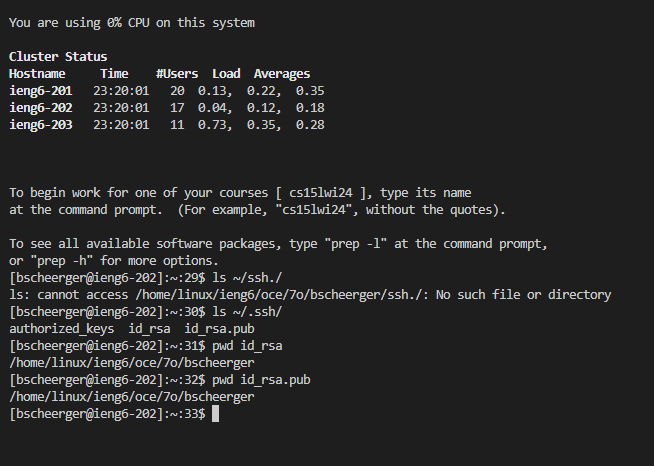 You are using 0% CPU on this system
Cluster Status
Hostname     Time    #Users  Load  Averages
ieng6-201   23:20:01   20  0.13,  0.22,  0.35
ieng6-202   23:20:01   17  0.04,  0.12,  0.18
ieng6-203   23:20:01   11  0.73,  0.35,  0.28
To begin work for one of your courses [ cs15lwi24 ], type its name
at the command prompt.  (For example, "cs15lwi24", without the quotes).
To see all available software packages, type "prep -l" at the command prompt,
or "prep -h" for more options.
[bscheerger@ieng6-202]:~:29$ ls ~/ssh./
ls: cannot access /home/linux/ieng6/oce/7o/bscheerger/ssh./: No such file or directory
[bscheerger@ieng6-202]:~:30$ ls ~/.ssh/
authorized_keys  id_rsa  id_rsa.pub
[bscheerger@ieng6-202]:~:31$ pwd id_rsa
/home/linux/ieng6/oce/7o/bscheerger
[bscheerger@ieng6-202]:~:32$ pwd id_rsa.pub
/home/linux/ieng6/oce/7o/bscheerger
[bscheerger@ieng6-202]:~:33$